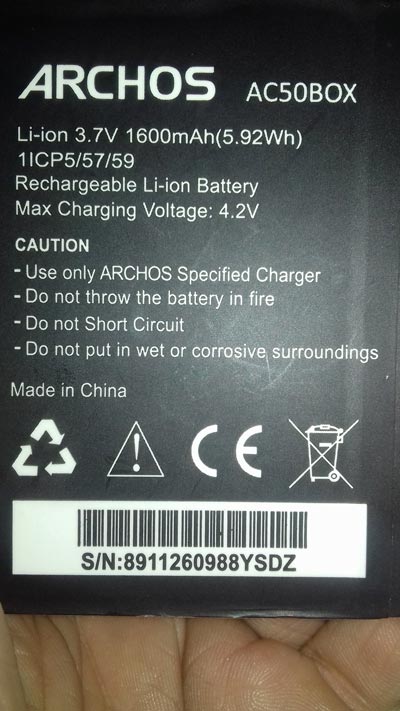 ARCHOS AC50BOX
Li-ion 3.7V 1600mAh(5.92Wh)
1ICP5/57/59
Rechargeable Li-ion Battery
Max Charging Voltage: 4.2V
CAUTION
- Use only ARCHOS Specified Charger
- Do not throw the battery in fire
- Do not Short Circuit
- Do not put in wet or corrosive surroundings
Made in China
CE
S/N:8911260988YSDZ